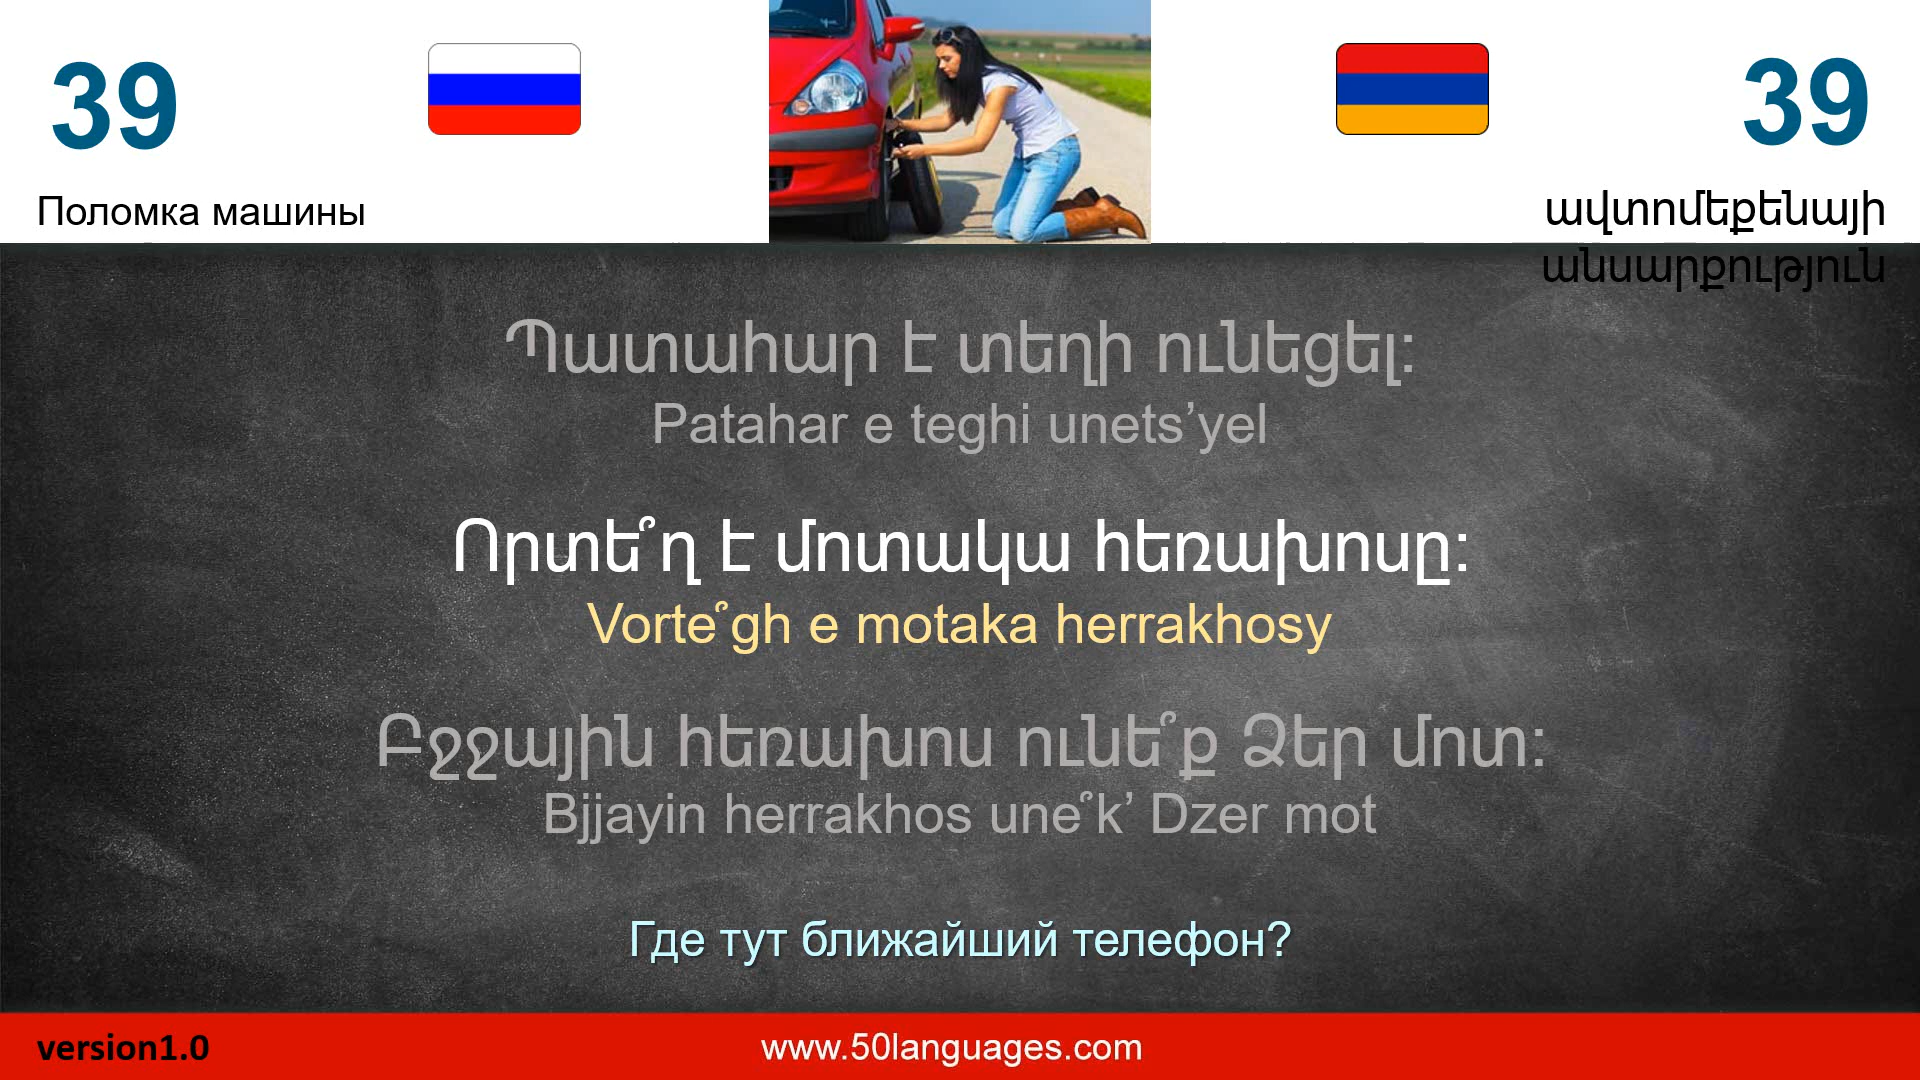 39
39
Поломка машины
ավտոմեքենայի
անսարքություն
Պատահար է տեղի ունեցել:
Patahar e teghi unets’yel
Որտե՞ղ է մոտակա հեռախոսը:
Vorte՞gh e motaka herrakhosy
Բջջային հեռախոս ունե՞ք Ձեր մոտ:
Bjjayin herrakhos une՞k’ Dzer mot
Где тут ближайший телефон?
version1.0
www.50languages.com